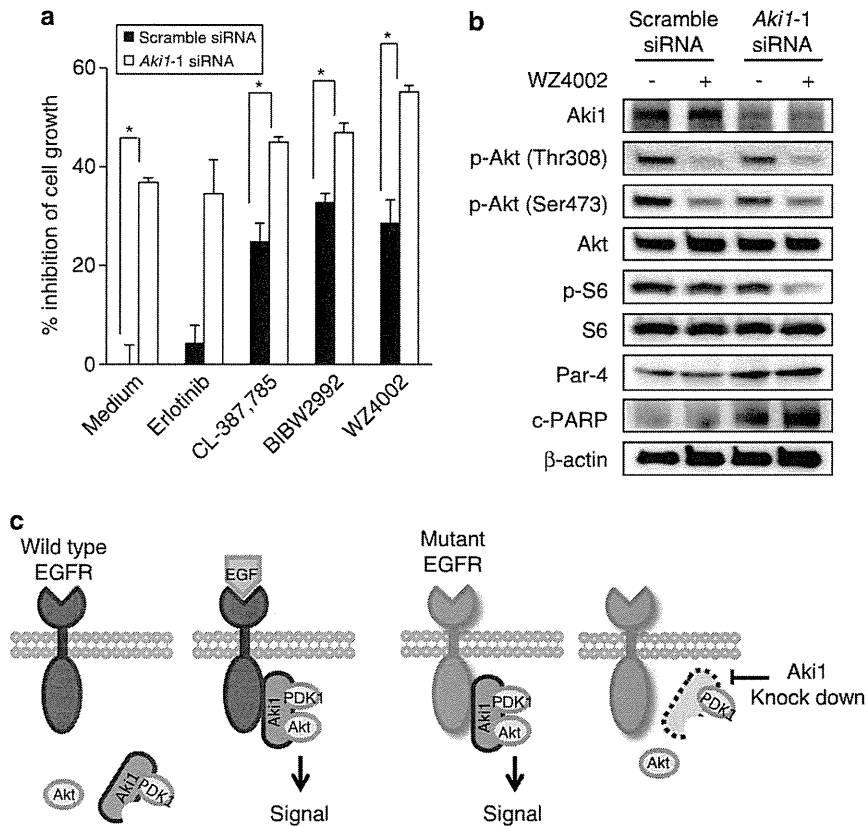 a
Scramble siRNA
Aki1-1 siRNA
% inhibition of cell growth
60
40
20
0
*
*
*
*
Medium
Erlotinib
CL-387,785
BIBW2992
WZ4002
b
Scramble siRNA
Aki1-1 siRNA
WZ4002 - + - +
Aki1
p-Akt (Thr308)
p-Akt (Ser473)
Akt
p-S6
S6
Par-4
c-PARP
β-actin
c
Wild type
EGFR
Akt
Aki1
PDK1
EGF
Aki1
PDK1
Akt
Signal
Mutant
EGFR
Aki1
PDK1
Akt
Signal
PDK1
Akt
Aki1
Knock down